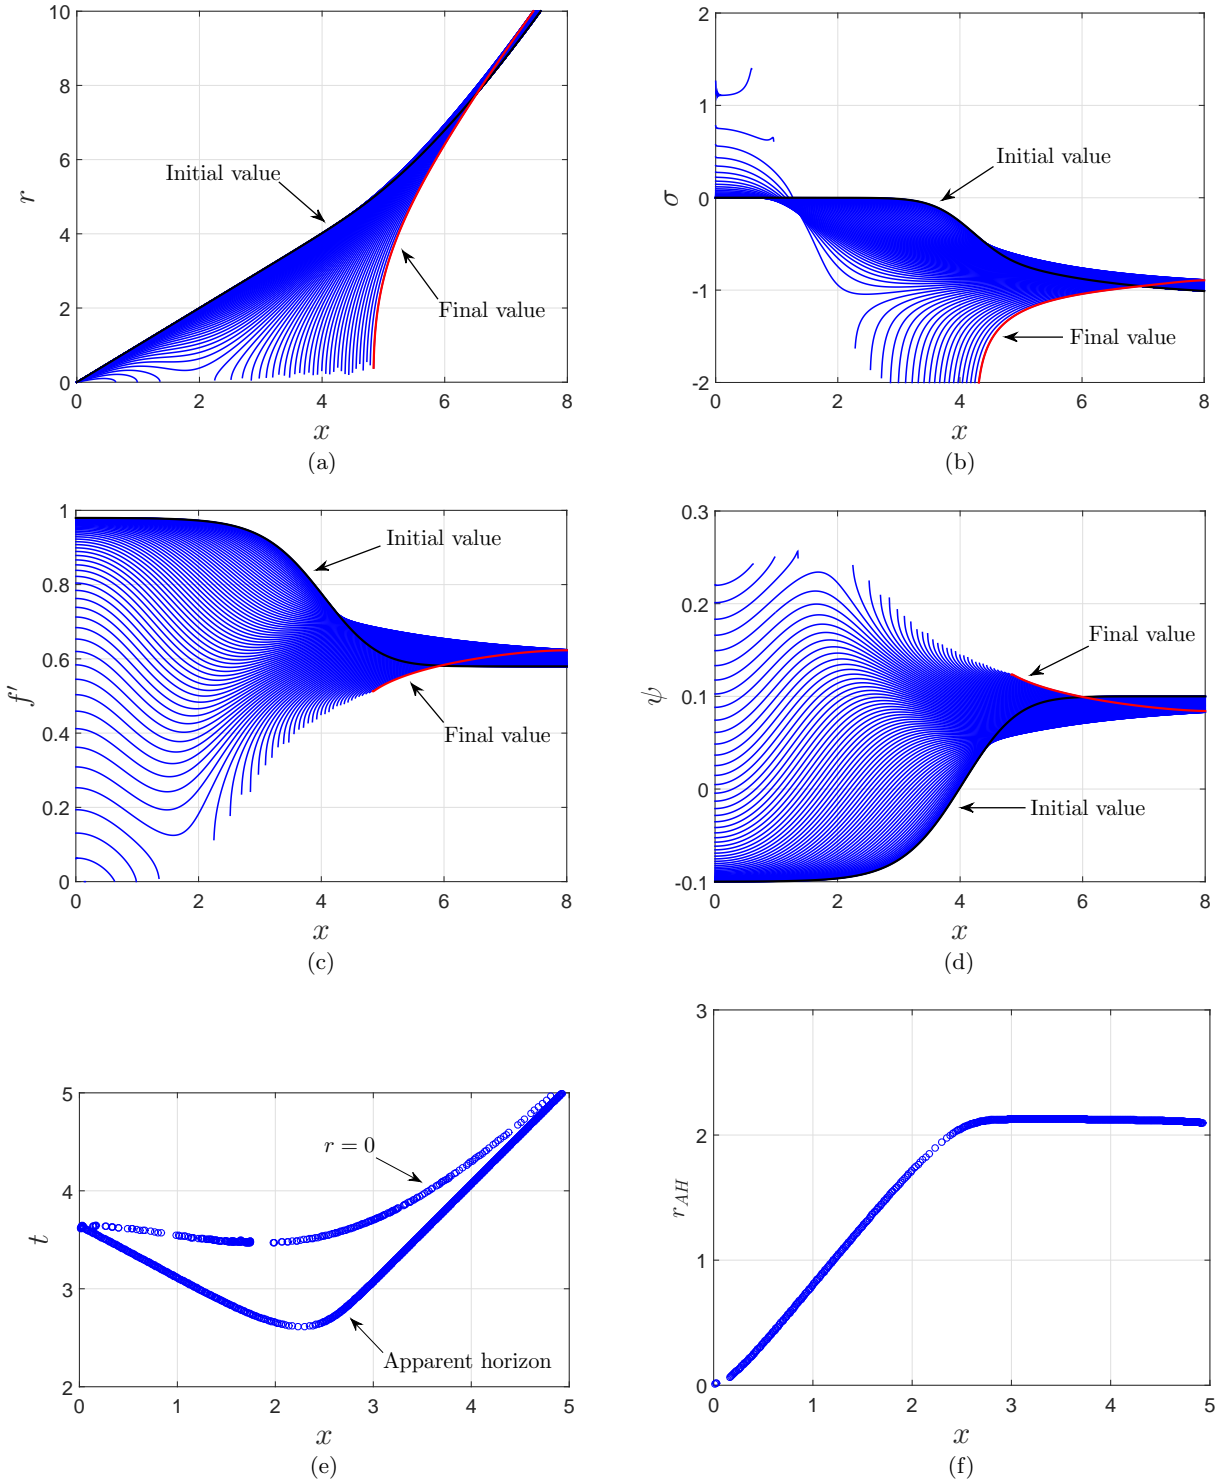 10
8
6
4
2
0
r
Initial value
Final value
0 2 4 6 8
x
(a)
2
1
0
-1
-2
σ
Initial value
Final value
0 2 4 6 8
x
(b)
1
0.8
0.6
0.4
0.2
0
f′
Initial value
Final value
0 2 4 6 8
x
(c)
0.3
0.2
0.1
0
-0.1
ψ
Final value
Initial value
0 2 4 6 8
x
(d)
5
4
3
2
t
r = 0
Apparent horizon
0 1 2 3 4 5
x
(e)
3
2
1
0
r_AH
0 1 2 3 4 5
x
(f)